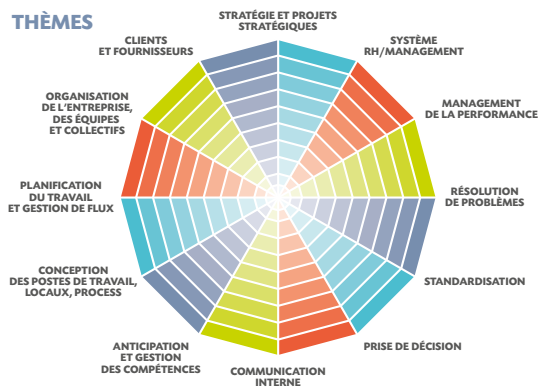 THÈMES
STRATÉGIE ET PROJETS
STRATÉGIQUES
SYSTÈME
RH/MANAGEMENT
MANAGEMENT
DE LA PERFORMANCE
RÉSOLUTION
DE PROBLÈMES
STANDARDISATION
PRISE DE DÉCISION
COMMUNICATION
INTERNE
ANTICIPATION
ET GESTION
DES COMPÉTENCES
CONCEPTION
DES POSTES DE TRAVAIL,
LOCAUX, PROCESS
PLANIFICATION
DU TRAVAIL
ET GESTION DE FLUX
ORGANISATION
DE L'ENTREPRISE,
DES ÉQUIPES
ET COLLECTIFS
CLIENTS
ET FOURNISSEURS